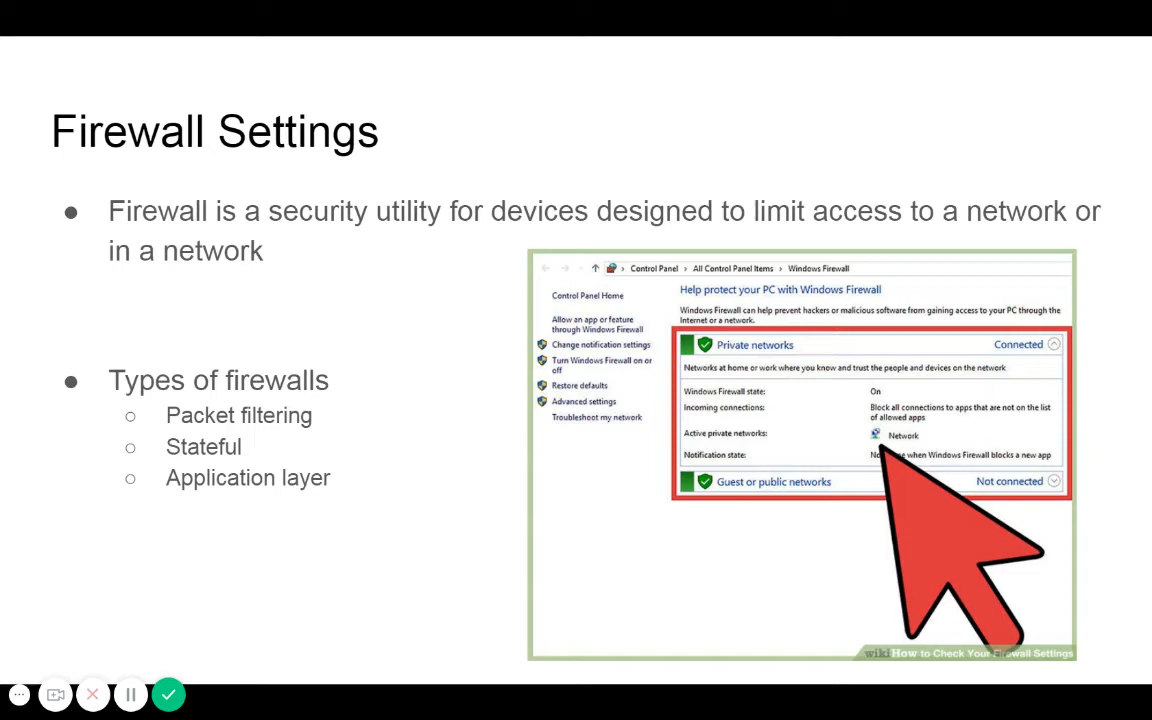 Firewall Settings
● Firewall is a security utility for devices designed to limit access to a network or
in a network
● Types of firewalls
○ Packet filtering
○ Stateful
○ Application layer
Control Panel › All Control Panel Items › Windows Firewall
Control Panel Home
Allow an app or feature
through Windows Firewall
Change notification settings
Turn Windows Firewall on or
off
Restore defaults
Advanced settings
Troubleshoot my network
Help protect your PC with Windows Firewall
Windows Firewall can help prevent hackers or malicious software from gaining access to your PC through the
Internet or a network.
Private networks Connected
Networks at home or work where you know and trust the people and devices on the network
Windows Firewall state: On
Incoming connections: Block all connections to apps that are not on the list
of allowed apps
Active private networks: Network
Notification state: when Windows Firewall blocks a new app
Guest or public networks Not connected
wikiHow to Check Your Firewall Settings